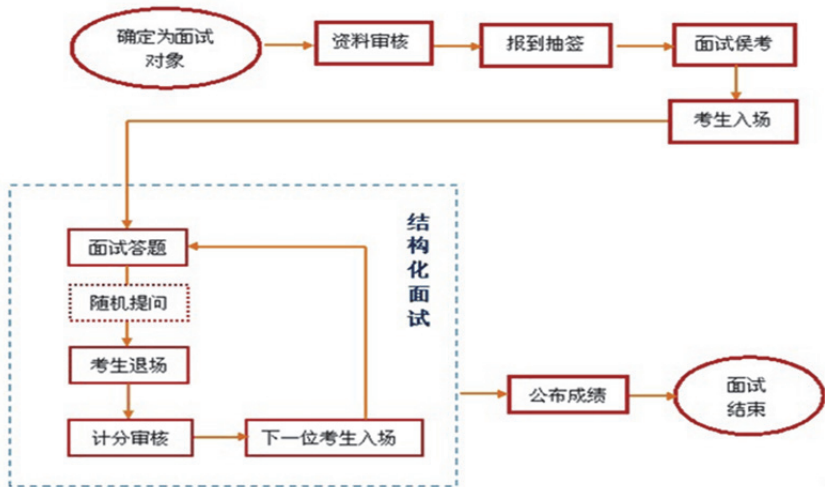 确定为面试
对象
资料审核
报到抽签
面试侯考
考生入场
结构化面试
面试答题
随机提问
考生退场
计分审核
下一位考生入场
公布成绩
面试
结束